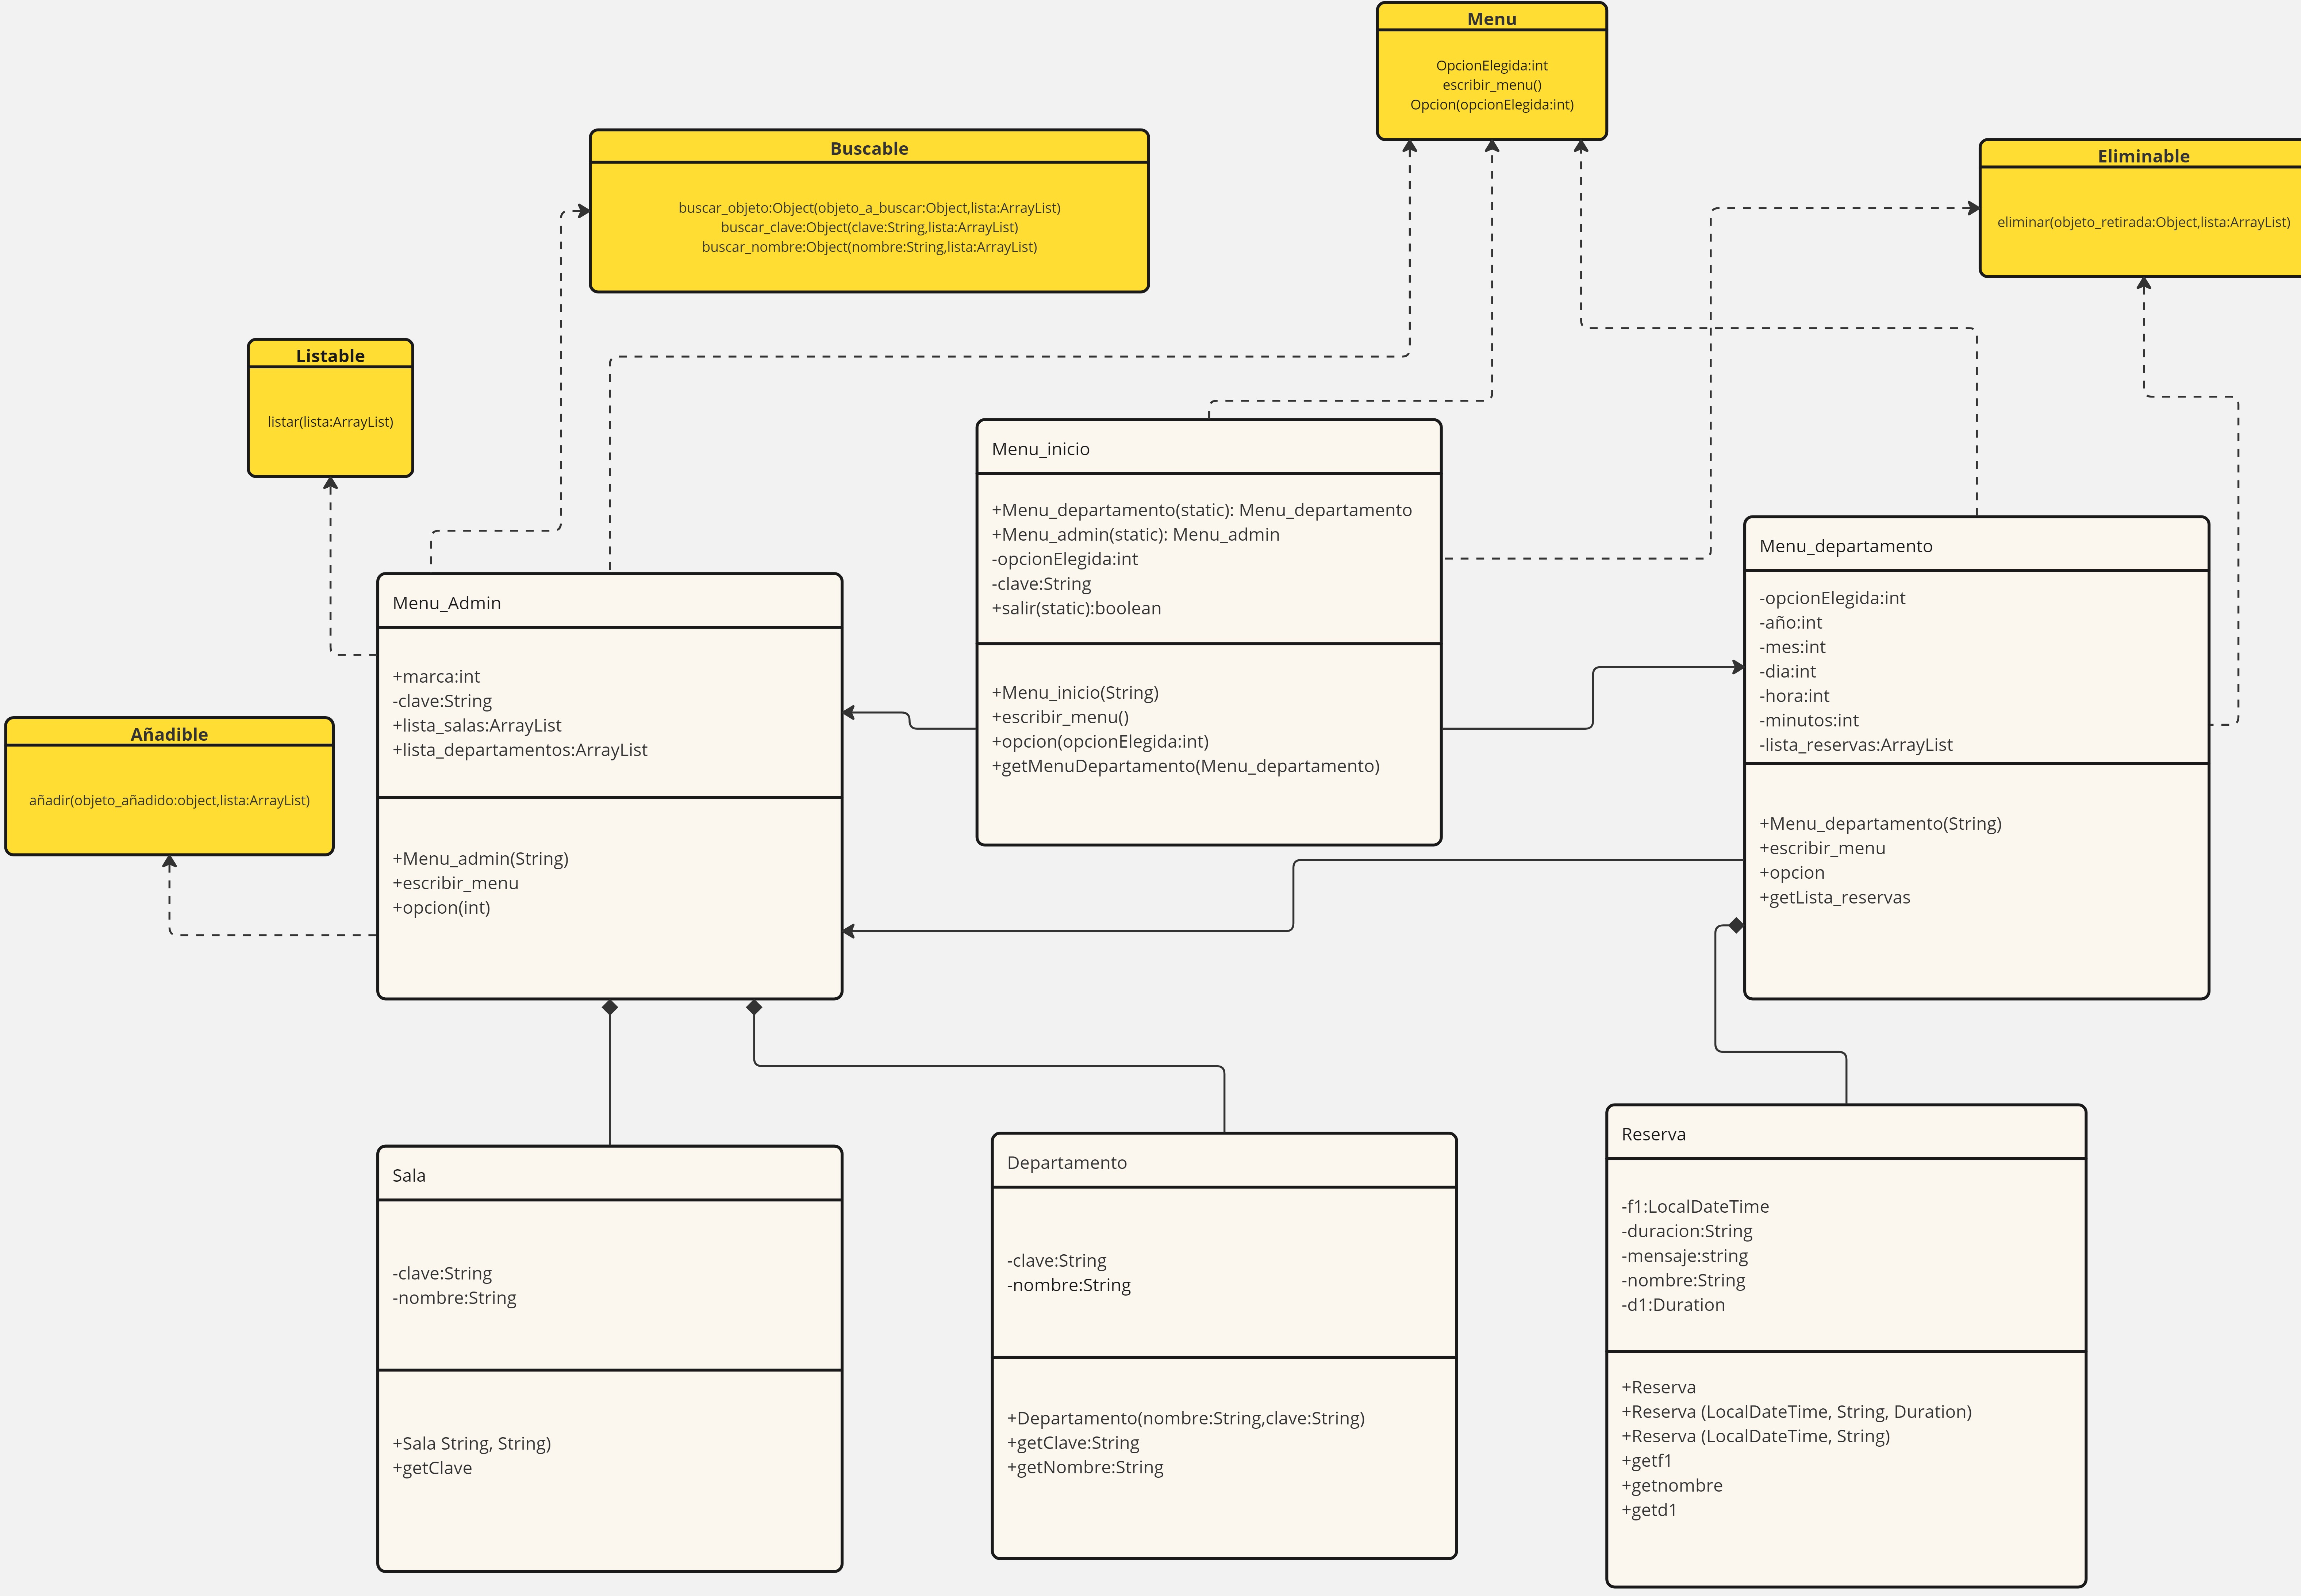 Menu
OpcionElegida:int
escribir_menu()
Opcion(opcionElegida:int)
Buscable
buscar_objeto:Object(objeto_a_buscar:Object,lista:ArrayList)
buscar_clave:Object(clave:String,lista:ArrayList)
buscar_nombre:Object(nombre:String,lista:ArrayList)
Eliminable
eliminar(objeto_retirada:Object,lista:ArrayList)
Listable
listar(lista:ArrayList)
Menu_inicio
+Menu_departamento(static): Menu_departamento
+Menu_admin(static): Menu_admin
-opcionElegida:int
-clave:String
+salir(static):boolean
+Menu_inicio(String)
+escribir_menu()
+opcion(opcionElegida:int)
+getMenuDepartamento(Menu_departamento)
Menu_departamento
-opcionElegida:int
-año:int
-mes:int
-dia:int
-hora:int
-minutos:int
-lista_reservas:ArrayList
+Menu_departamento(String)
+escribir_menu
+opcion
+getLista_reservas
Menu_Admin
+marca:int
-clave:String
+lista_salas:ArrayList
+lista_departamentos:ArrayList
+Menu_admin(String)
+escribir_menu
+opcion(int)
Añadible
añadir(objeto_añadido:object,lista:ArrayList)
Sala
-clave:String
-nombre:String
+Sala String, String)
+getClave
Departamento
-clave:String
-nombre:String
+Departamento(nombre:String,clave:String)
+getClave:String
+getNombre:String
Reserva
-f1:LocalDateTime
-duracion:String
-mensaje:string
-nombre:String
-d1:Duration
+Reserva
+Reserva (LocalDateTime, String, Duration)
+Reserva (LocalDateTime, String)
+getf1
+getnombre
+getd1